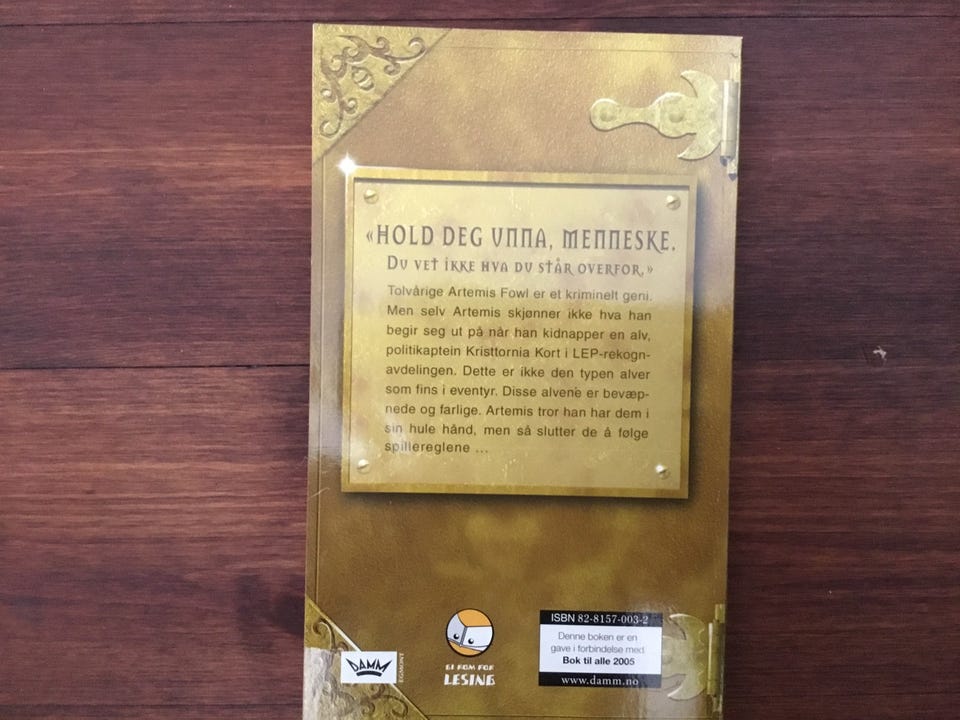 «HOLD DEG UNNA, MENNESKE.
DU VET IKKE HVA DU STÅR OVERFOR.»
Tolvårige Artemis Fowl er et kriminelt geni.
Men selv Artemis skjønner ikke hva han
begir seg ut på når han kidnapper en alv,
politikaptein Kristtornia Kort i LEP-rekogn-
avdelingen. Dette er ikke den typen alver
som fins i eventyr. Disse alvene er bevæp-
nede og farlige. Artemis tror han har dem i
sin hule hånd, men så slutter de å følge
spillereglene ...
DAMM
EGMONT
GI ROM FOR
LESING
ISBN 82-8157-003-2
Denne boken er en
gave i forbindelse med
Bok til alle 2005
www.damm.no